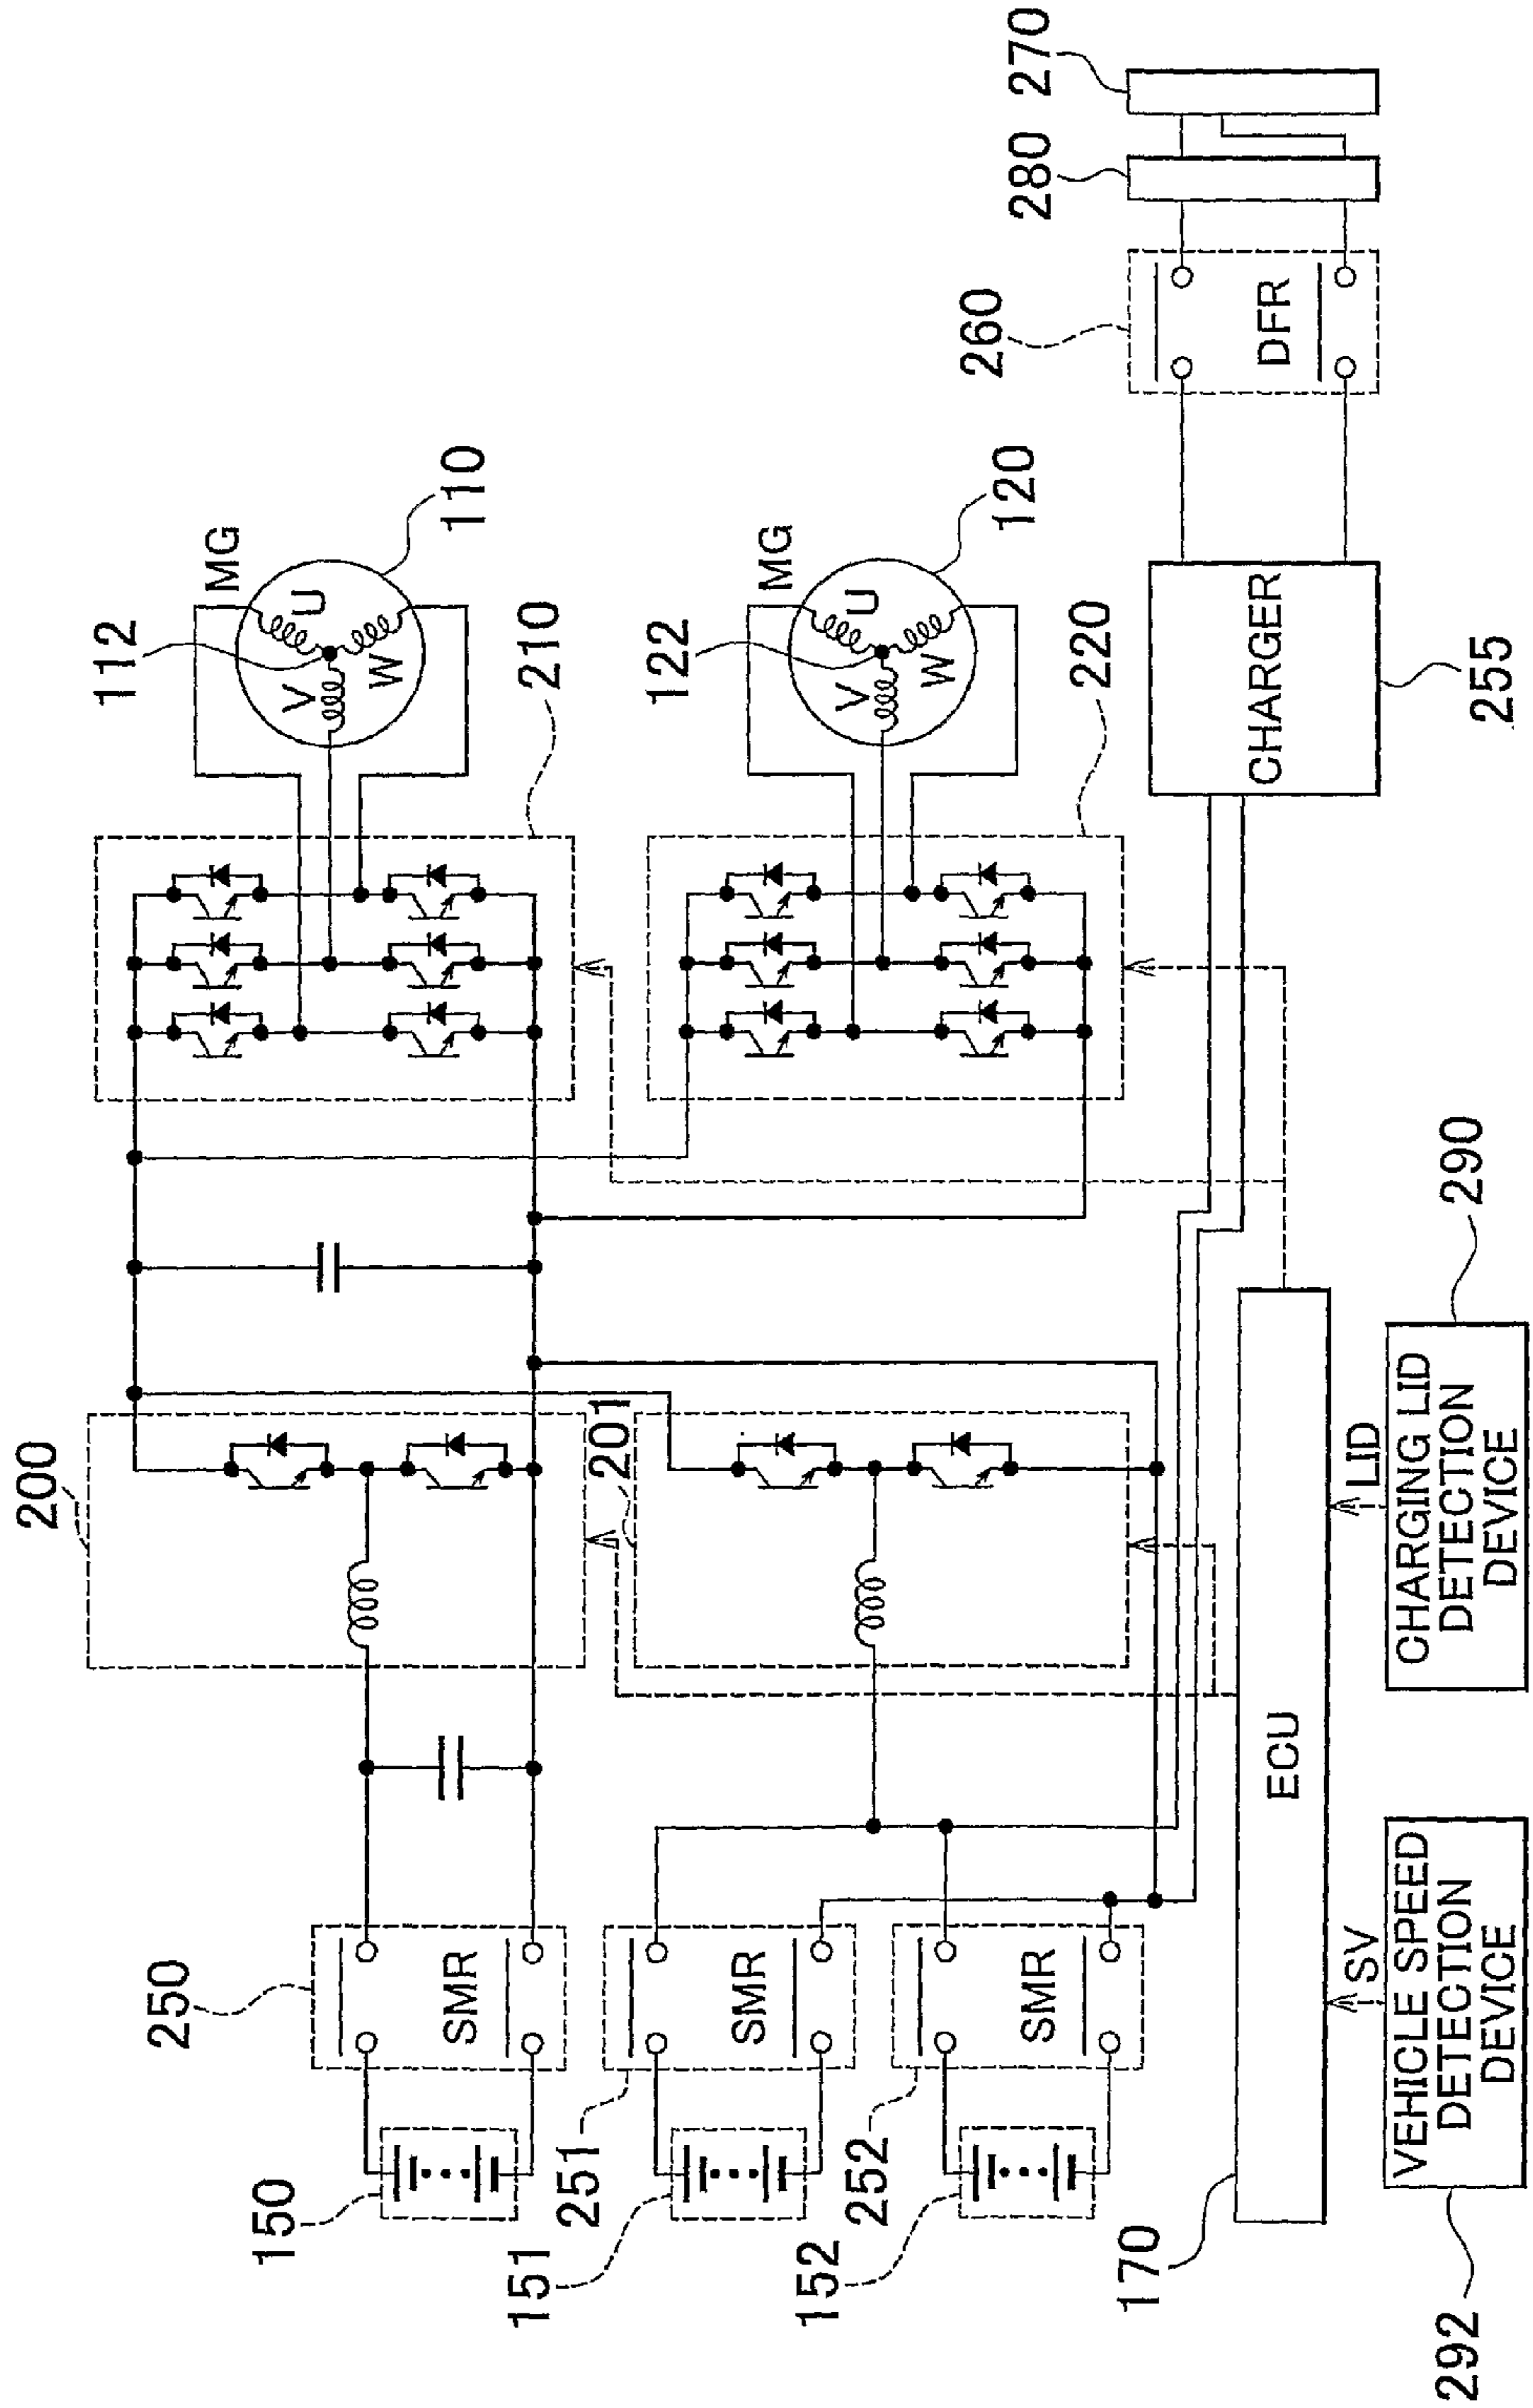 200
112
MG
U
V
W
110
210
250
SMR
150
201
122
MG
U
V
W
120
220
251
SMR
151
252
SMR
152
260
DFR
280
270
CHARGER
255
170
ECU
SV
LID
VEHICLE SPEED
DETECTION
DEVICE
292
CHARGING LID
DETECTION
DEVICE
290